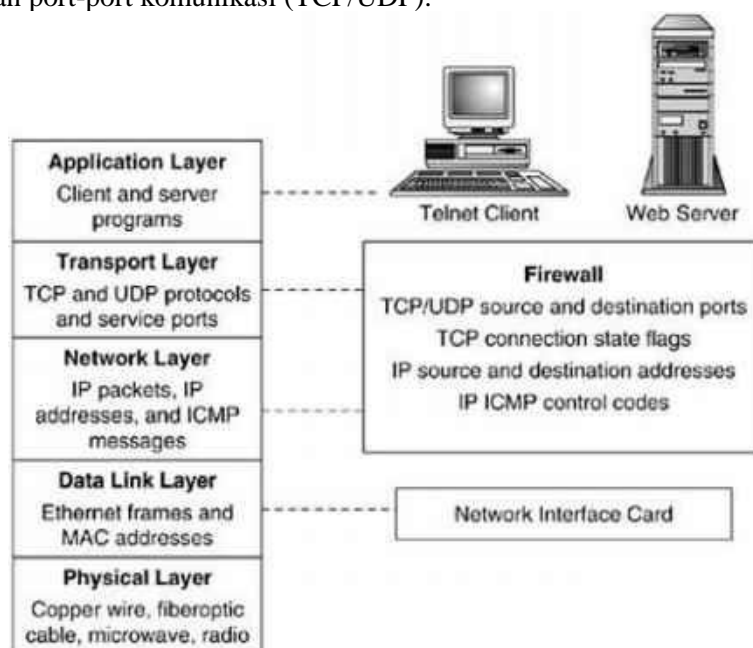 port-port komunikasi (TCP/UDP).
Telnet Client
Web Server
Application Layer
Client and server
programs
Transport Layer
TCP and UDP protocols
and service ports
Network Layer
IP packets, IP
addresses, and ICMP
messages
Data Link Layer
Ethernet frames and
MAC addresses
Physical Layer
Copper wire, fiberoptic
cable, microwave, radio
Firewall
TCP/UDP source and destination ports
TCP connection state flags
IP source and destination addresses
IP ICMP control codes
Network Interface Card